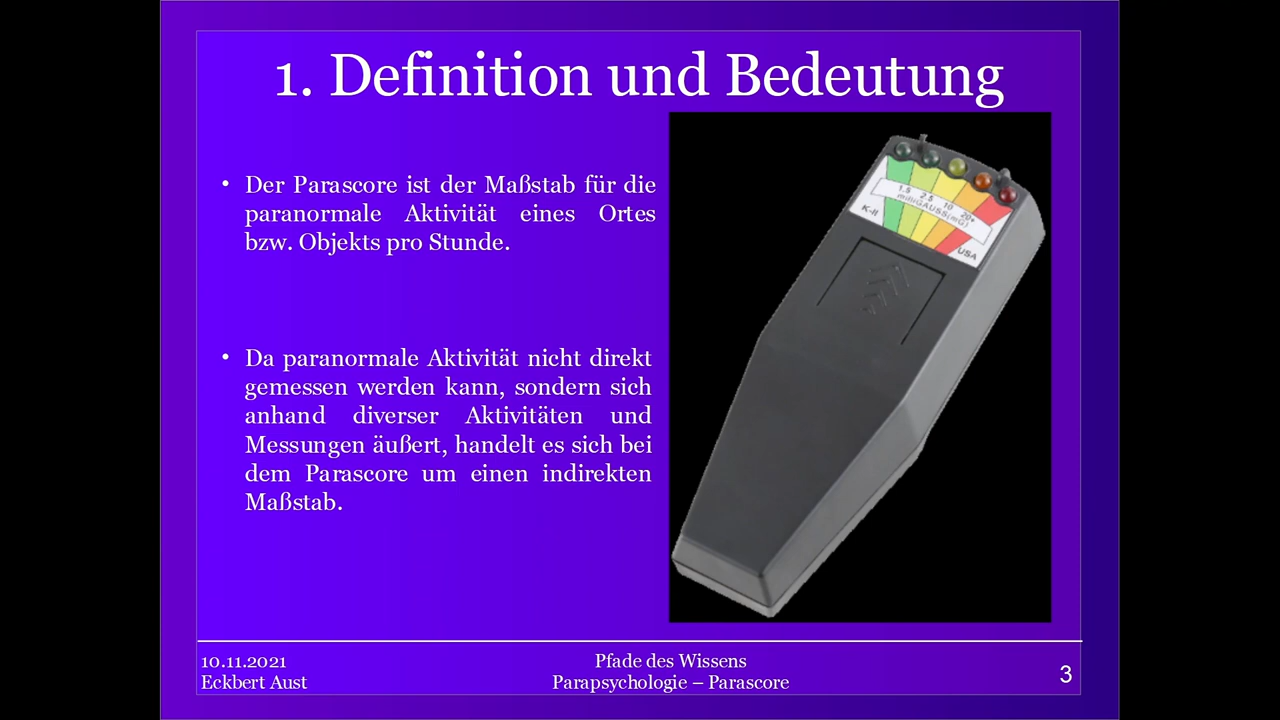 1. Definition und Bedeutung
• Der Parascore ist der Maßstab für die
paranormale Aktivität eines Ortes
bzw. Objekts pro Stunde.
• Da paranormale Aktivität nicht direkt
gemessen werden kann, sondern sich
anhand diverser Aktivitäten und
Messungen äußert, handelt es sich bei
dem Parascore um einen indirekten
Maßstab.
1.5 2.5 10 20+
milliGAUSS(mG)
K-II
USA
10.11.2021
Eckbert Aust
Pfade des Wissens
Parapsychologie – Parascore
3